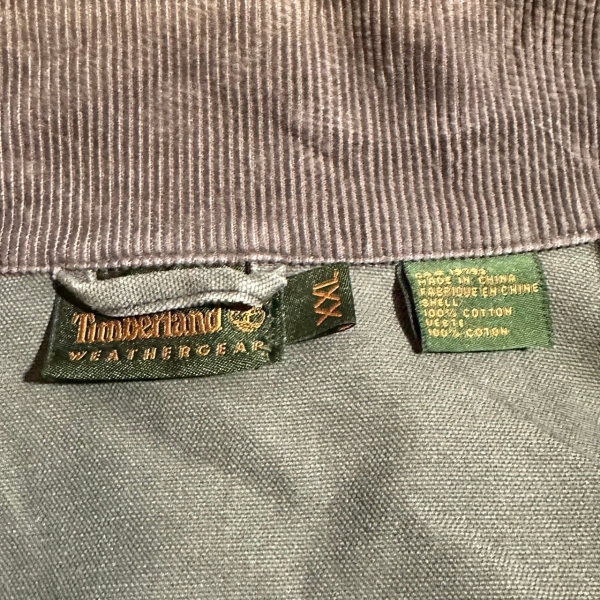 Timberland
WEATHERGEAR
XXL
MADE IN CHINA
FABRIQUE EN CHINE
SHELL:
100% COTTON
VESTE:
100% COTON